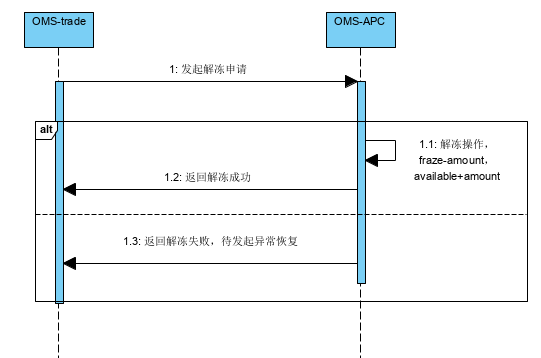 OMS-trade
OMS-APC
1: 发起解冻申请
alt
1.1: 解冻操作,
fraze-amount,
available+amount
1.2: 返回解冻成功
1.3: 返回解冻失败, 待发起异常恢复